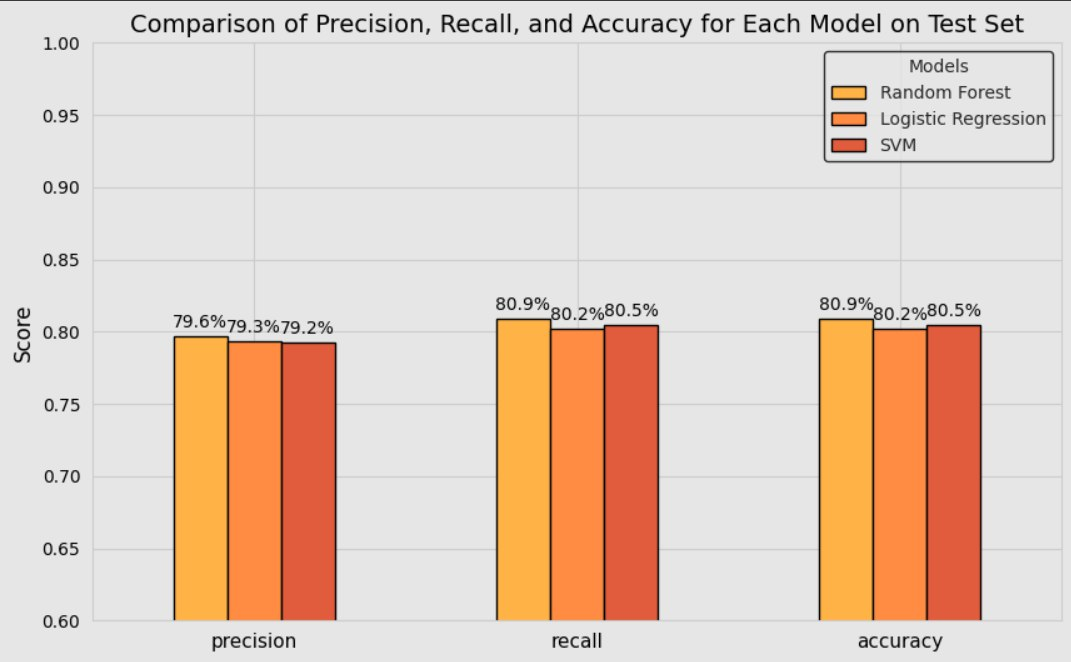 Comparison of Precision, Recall, and Accuracy for Each Model on Test Set
1.00
0.95
0.90
0.85
0.80
0.75
0.70
0.65
0.60
Score
Models
Random Forest
Logistic Regression
SVM
79.6% 79.3% 79.2%
80.9% 80.2% 80.5%
80.9% 80.2% 80.5%
precision recall accuracy